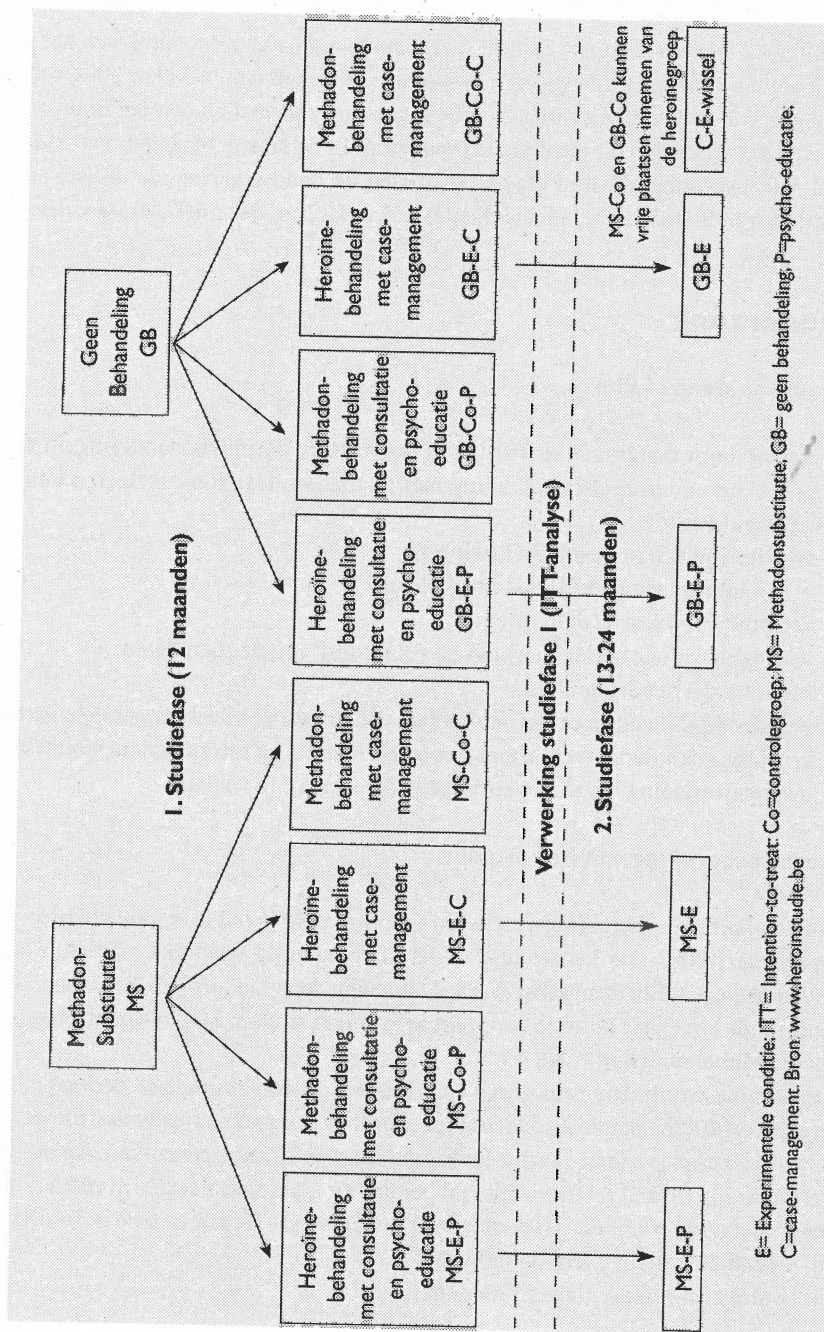 Methadon-
Substitutie
MS
Geen
Behandeling
GB
1. Studiefase (12 maanden)
Heroïne-
behandeling
met consultatie
en psycho-
educatie
MS-E-P
Methadon-
behandeling
met consultatie
en psycho-
educatie
MS-Co-P
Heroïne-
behandeling
met case-
management
MS-E-C
Methadon-
behandeling
met case-
management
MS-Co-C
Heroïne-
behandeling
met consultatie
en psycho-
educatie
GB-E-P
Methadon-
behandeling
met consultatie
en psycho-
educatie
GB-Co-P
Heroïne-
behandeling
met case-
management
GB-E-C
Methadon-
behandeling
met case-
management
GB-Co-C
Verwerking studiefase 1 (ITT-analyse)
2. Studiefase (13-24 maanden)
MS-Co en GB-Co kunnen
vrije plaatsen innemen van
de heroinegroep
MS-E-P
MS-E
GB-E-P
GB-E
C-E-wissel
E= Experimentele conditie; ITT= Intention-to-treat; Co=controlegroep; MS= Methadonsubstitutie; GB= geen behandeling; P=psycho-educatie;
C=case-management. Bron: www.heroinstudie.be